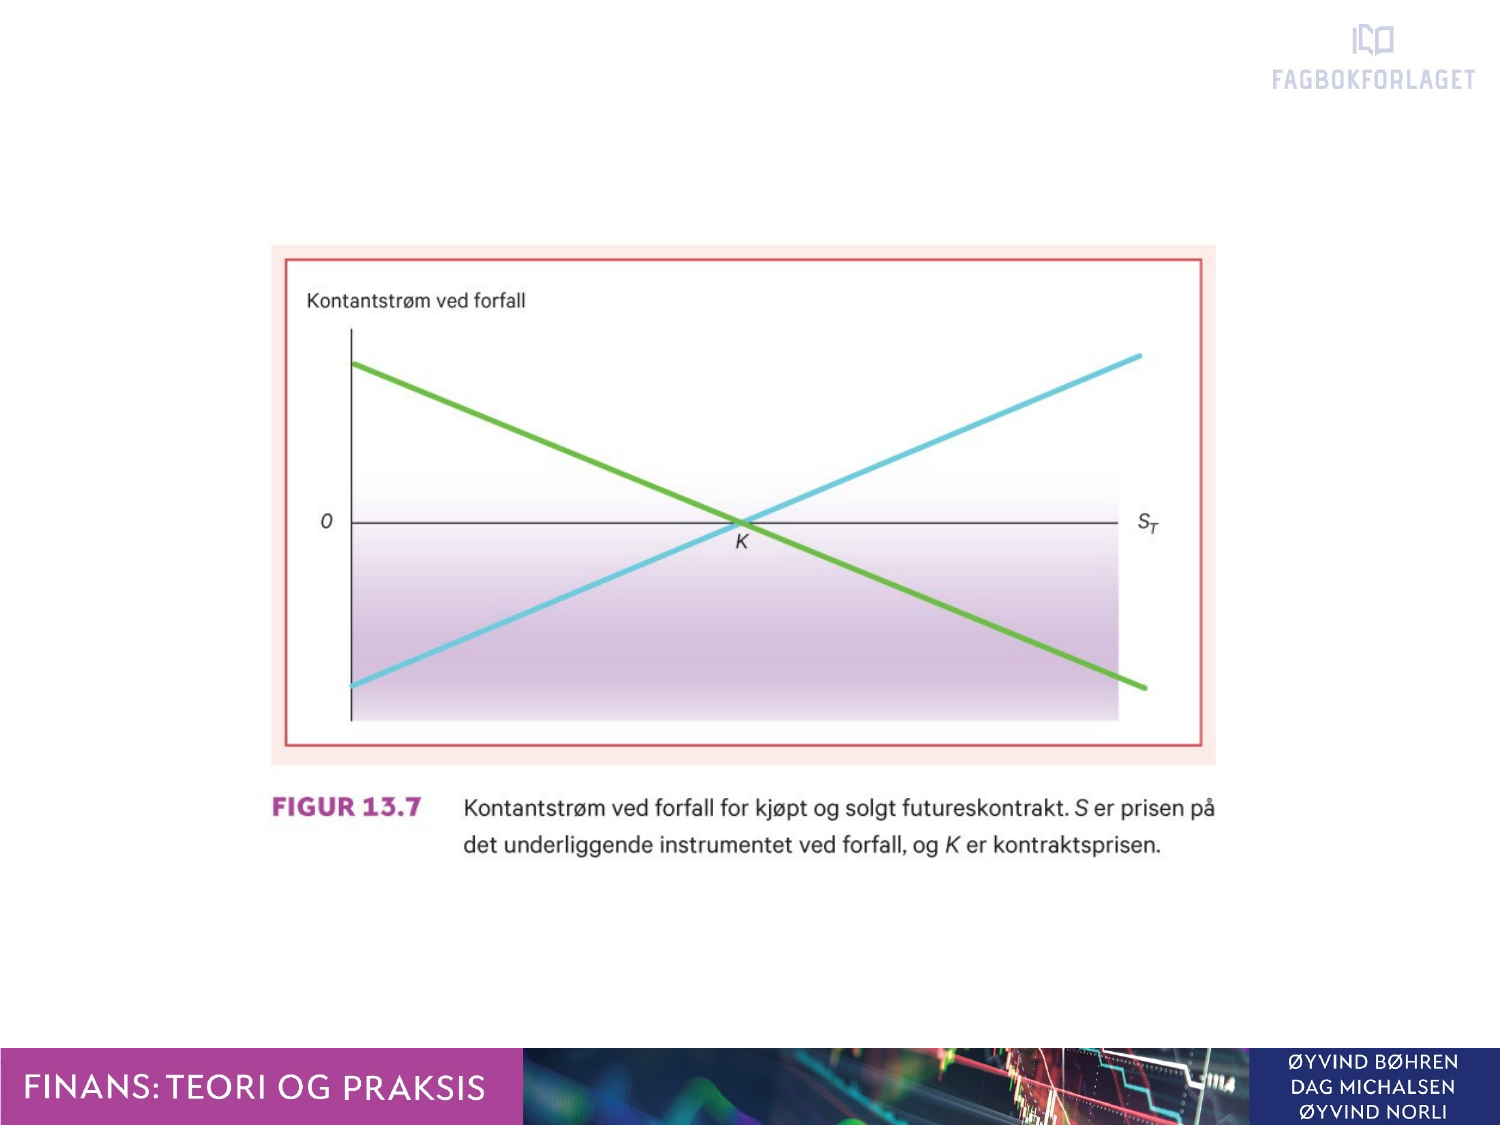 FAGBOKFORLAGET
Kontantstrøm ved forfall
0
K
S_T
FIGUR 13.7 Kontantstrøm ved forfall for kjøpt og solgt futureskontrakt. S er prisen på
det underliggende instrumentet ved forfall, og K er kontraktsprisen.
FINANS: TEORI OG PRAKSIS
ØYVIND BØHREN
DAG MICHALSEN
ØYVIND NORLI